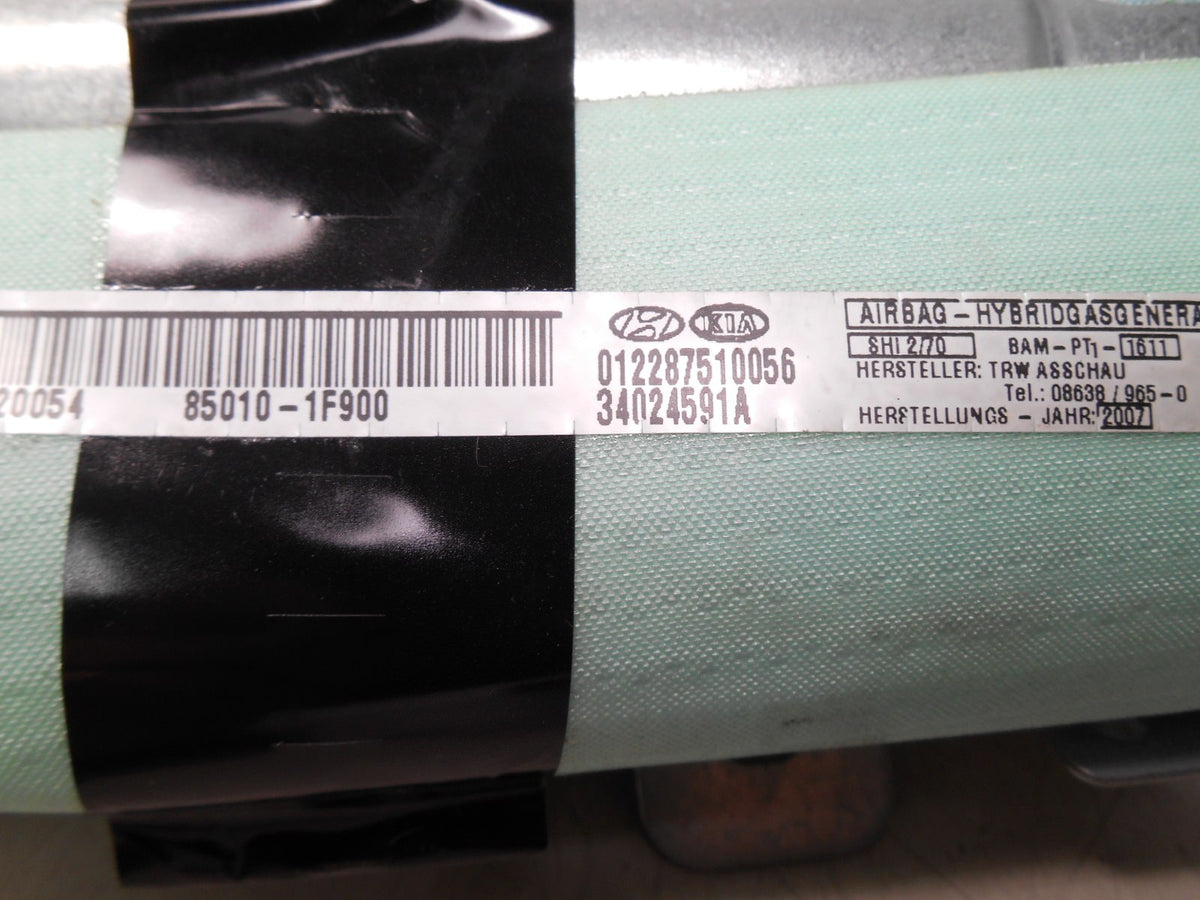 20054 85010-1F900
KIA
012287510056
34024591A
AIRBAG-HYBRIDGASGENERA
SHI 2/70 BAM-PT1-1611
HERSTELLER: TRW ASSCHAU
Tel.: 08638 / 965-0
HERSTELLUNGS - JAHR: 2007